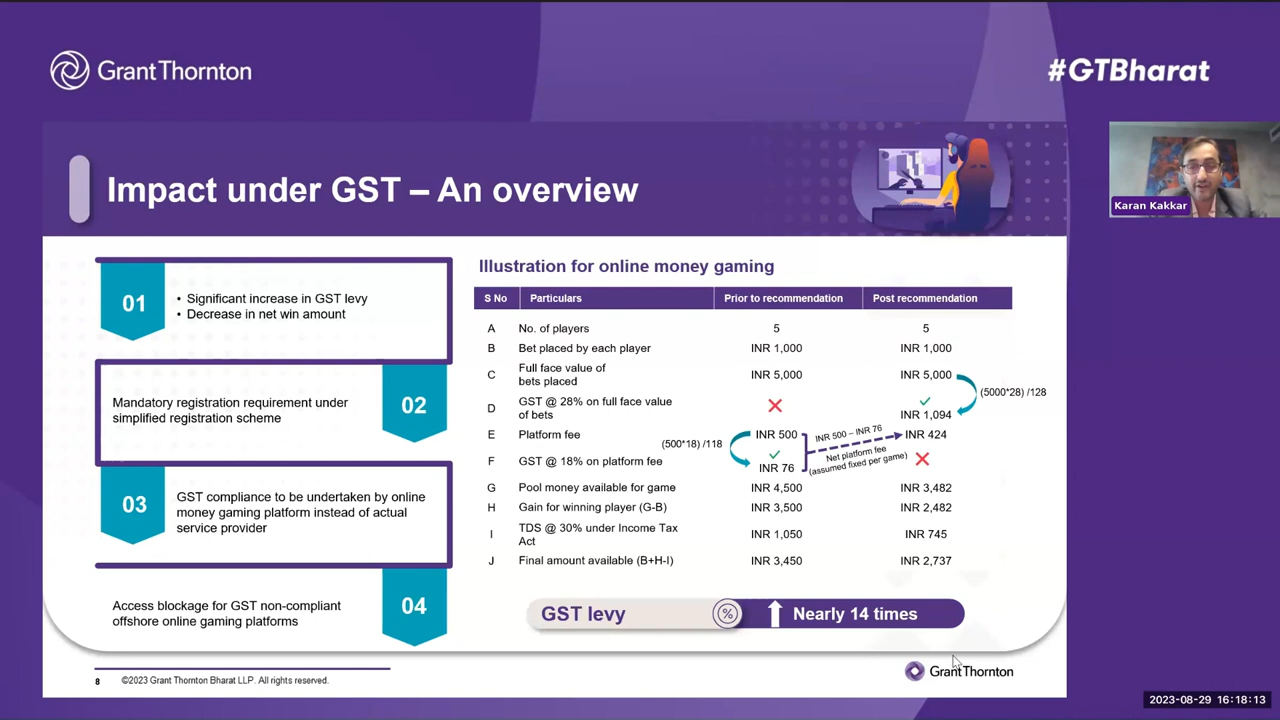 Grant Thornton
#GTBharat
Impact under GST – An overview
Karan Kakkar
01
• Significant increase in GST levy
• Decrease in net win amount
Mandatory registration requirement under
simplified registration scheme
02
03
GST compliance to be undertaken by online
money gaming platform instead of actual
service provider
Access blockage for GST non-compliant
offshore online gaming platforms
04
Illustration for online money gaming
S No Particulars Prior to recommendation Post recommendation
A No. of players 5 5
B Bet placed by each player INR 1,000 INR 1,000
C Full face value of
bets placed INR 5,000 INR 5,000
(5000*28) /128
D GST @ 28% on full face value
of bets INR 1,094
E Platform fee INR 500 INR 424
(500*18) /118
INR 500 – INR 76
Net platform fee
(assumed fixed per game)
F GST @ 18% on platform fee INR 76
G Pool money available for game INR 4,500 INR 3,482
H Gain for winning player (G-B) INR 3,500 INR 2,482
I TDS @ 30% under Income Tax
Act INR 1,050 INR 745
J Final amount available (B+H-I) INR 3,450 INR 2,737
GST levy % Nearly 14 times
8 ©2023 Grant Thornton Bharat LLP. All rights reserved.
Grant Thornton
2023-08-29 16:18:13